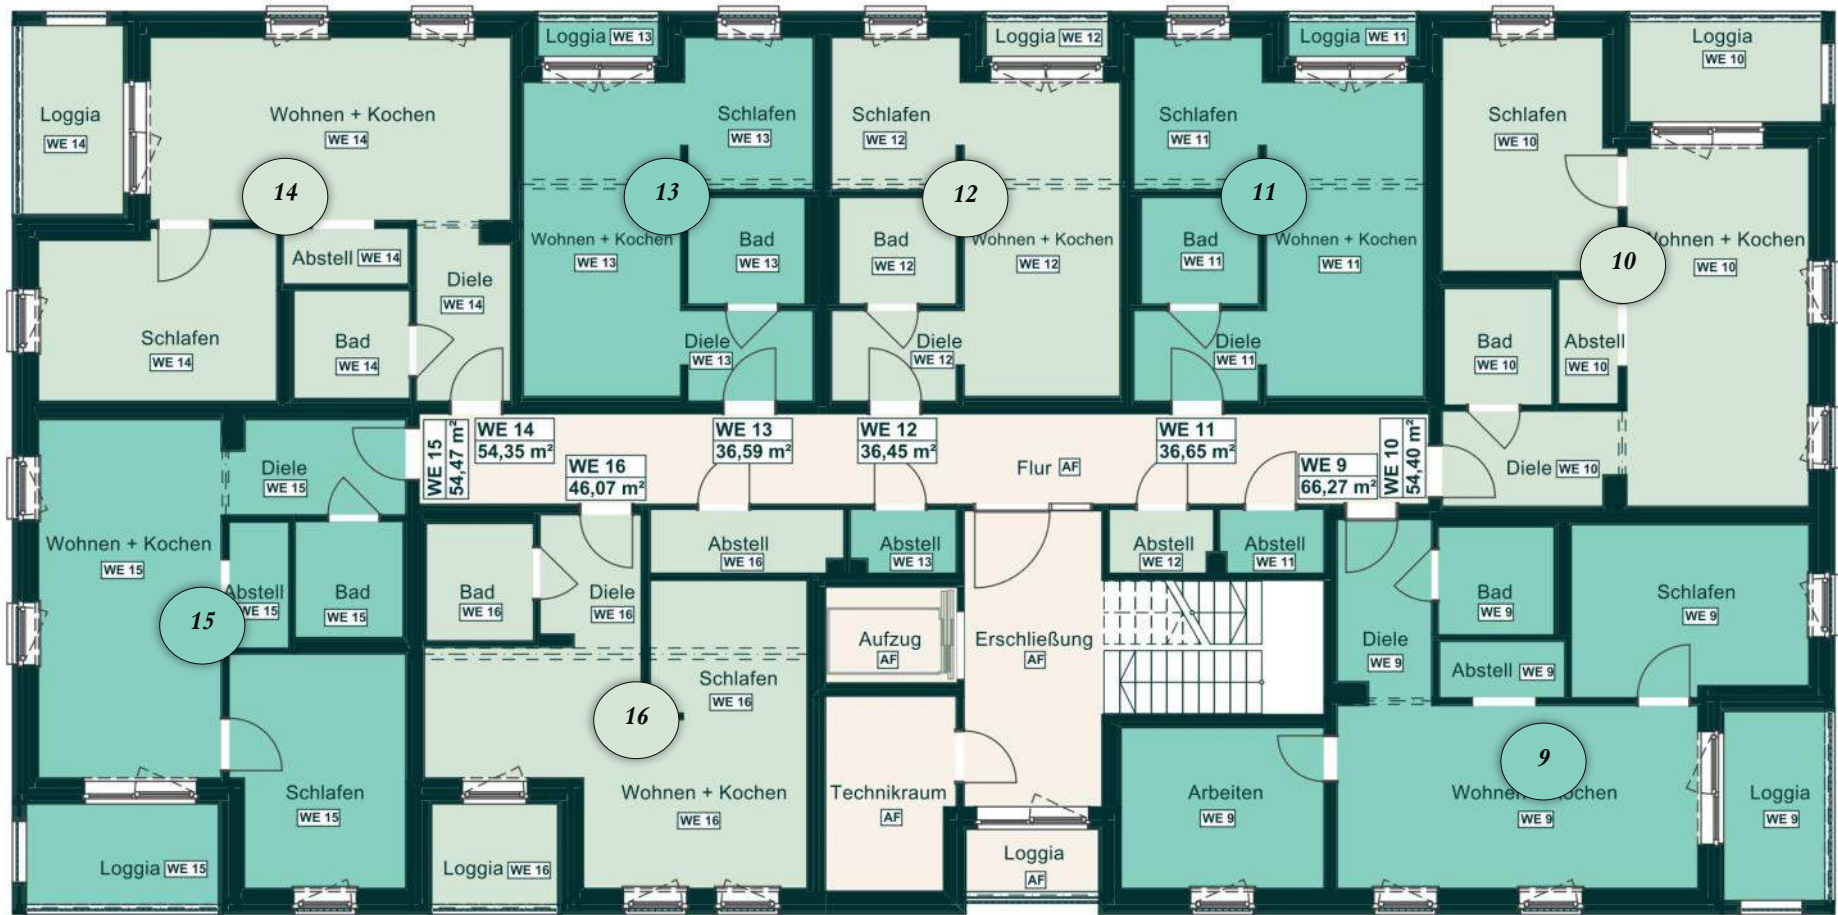 Loggia WE 14
Wohnen + Kochen
WE 14
14
Schlafen
WE 14
Abstell WE 14
Bad
WE 14
Diele
WE 14
Loggia WE 13
Schlafen
WE 13
13
Wohnen + Kochen
WE 13
Bad
WE 13
Diele
WE 13
Loggia WE 12
Schlafen
WE 12
12
Bad
WE 12
Wohnen + Kochen
WE 12
Diele
WE 12
Loggia WE 11
Schlafen
WE 11
11
Bad
WE 11
Wohnen + Kochen
WE 11
Diele
WE 11
Loggia
WE 10
Schlafen
WE 10
10
Wohnen + Kochen
WE 10
Bad
WE 10
Abstell
WE 10
Diele WE 10
WE 15
54,47 m²
WE 14
54,35 m²
WE 16
46,07 m²
WE 13
36,59 m²
WE 12
36,45 m²
Flur AF
WE 11
36,65 m²
WE 9
66,27 m²
WE 10
54,40 m²
Diele
WE 15
Wohnen + Kochen
WE 15
Abstell
WE 15
Bad
WE 15
15
Schlafen
WE 15
Loggia WE 15
Bad
WE 16
Diele
WE 16
Abstell
WE 16
Schlafen
WE 16
16
Wohnen + Kochen
WE 16
Loggia WE 16
Abstell
WE 13
Aufzug
AF
Erschließung
AF
Technikraum
AF
Loggia
AF
Abstell
WE 12
Abstell
WE 11
Diele
WE 9
Bad
WE 9
Abstell WE 9
Schlafen
WE 9
Arbeiten
WE 9
9
Wohnen
WE 9
Loggia
WE 9